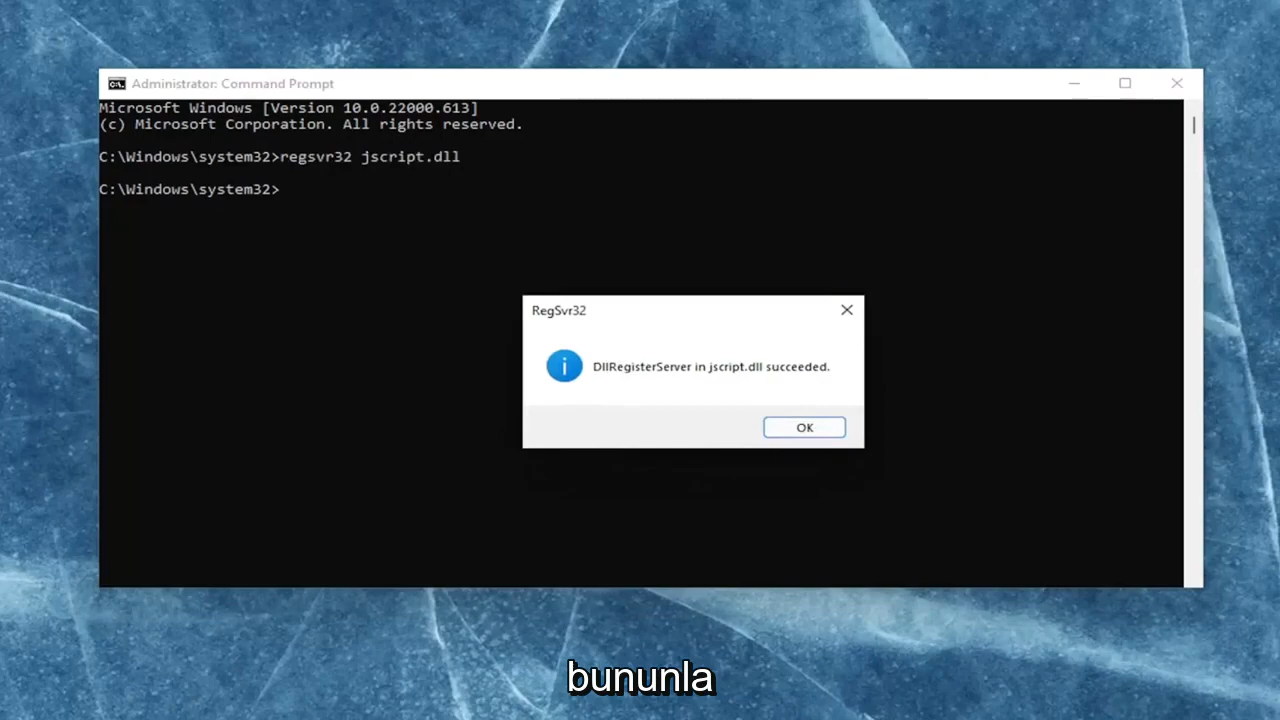 Administrator: Command Prompt
Microsoft Windows [Version 10.0.22000.613]
(c) Microsoft Corporation. All rights reserved.
C:\Windows\system32>regsvr32 jscript.dll
C:\Windows\system32>
RegSvr32
DllRegisterServer in jscript.dll succeeded.
OK
bununla